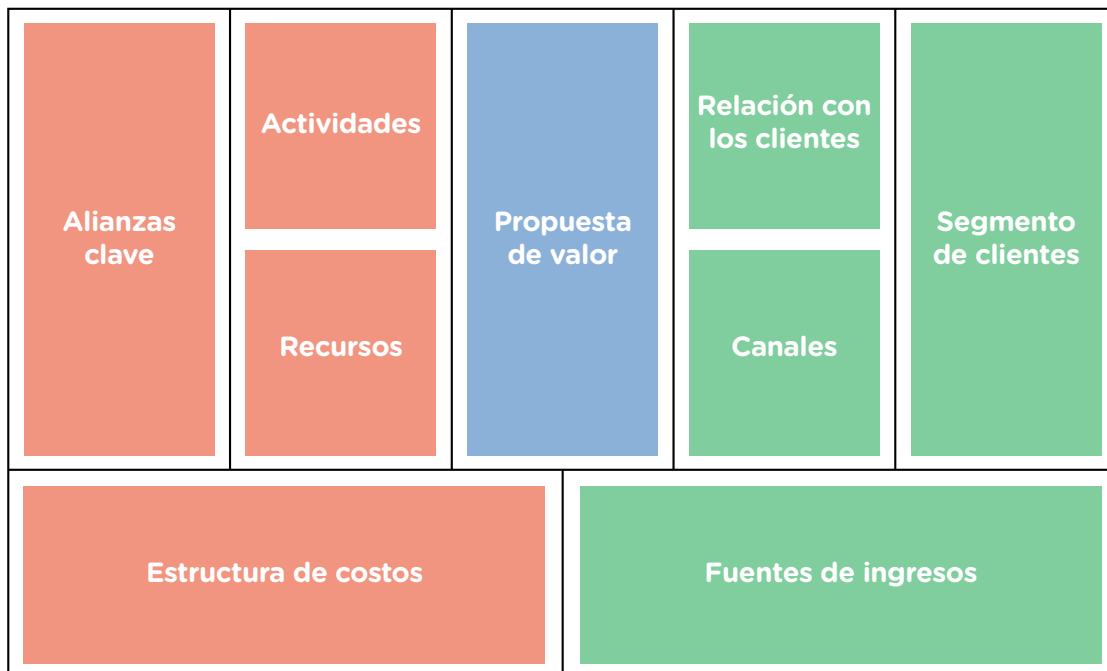 Alianzas
clave
Actividades
Recursos
Propuesta
de valor
Relación con
los clientes
Canales
Segmento
de clientes
Estructura de costos
Fuentes de ingresos